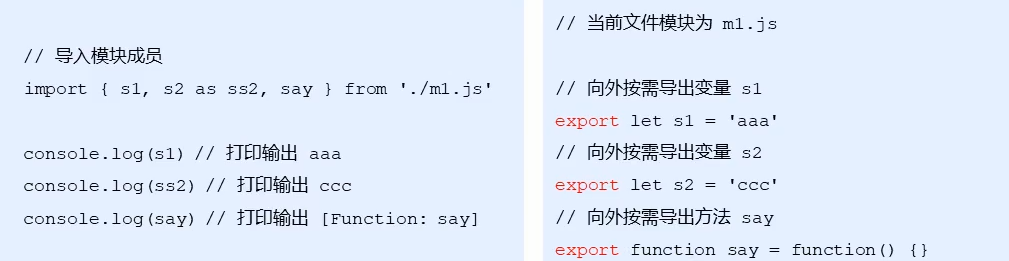 // 导入模块成员
import { s1, s2 as ss2, say } from './m1.js'
console.log(s1) // 打印输出 aaa
console.log(ss2) // 打印输出 ccc
console.log(say) // 打印输出 [Function: say]
// 当前文件模块为 m1.js
// 向外按需导出变量 s1
export let s1 = 'aaa'
// 向外按需导出变量 s2
export let s2 = 'ccc'
// 向外按需导出方法 say
export function say = function() {}